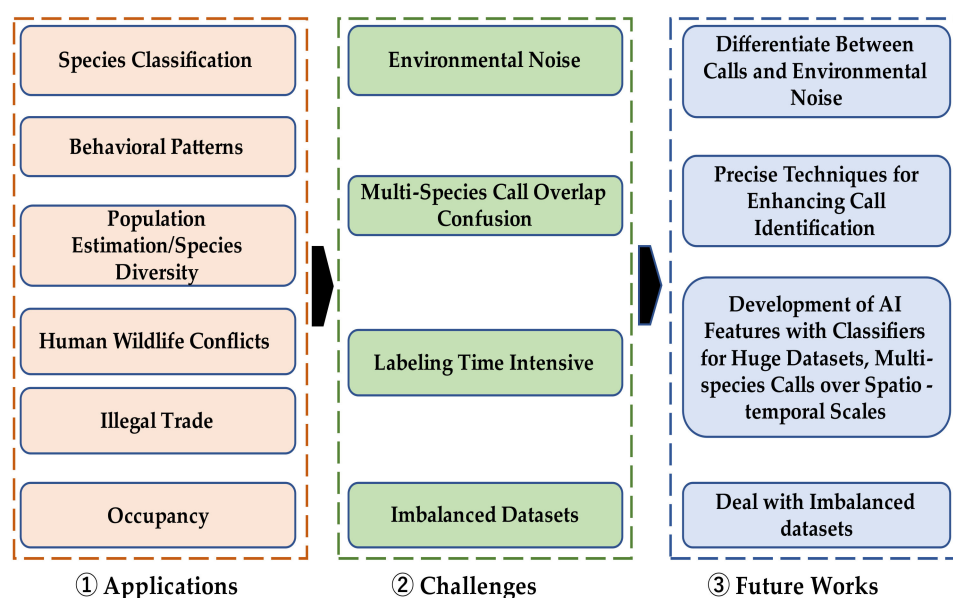 Species Classification
Behavioral Patterns
Population
Estimation/Species
Diversity
Human Wildlife Conflicts
Illegal Trade
Occupancy
① Applications
Environmental Noise
Multi-Species Call Overlap
Confusion
Labeling Time Intensive
Imbalanced Datasets
② Challenges
Differentiate Between
Calls and Environmental
Noise
Precise Techniques for
Enhancing Call
Identification
Development of AI
Features with Classifiers
for Huge Datasets, Multi-
species Calls over Spatio -
temporal Scales
Deal with Imbalanced
datasets
③ Future Works